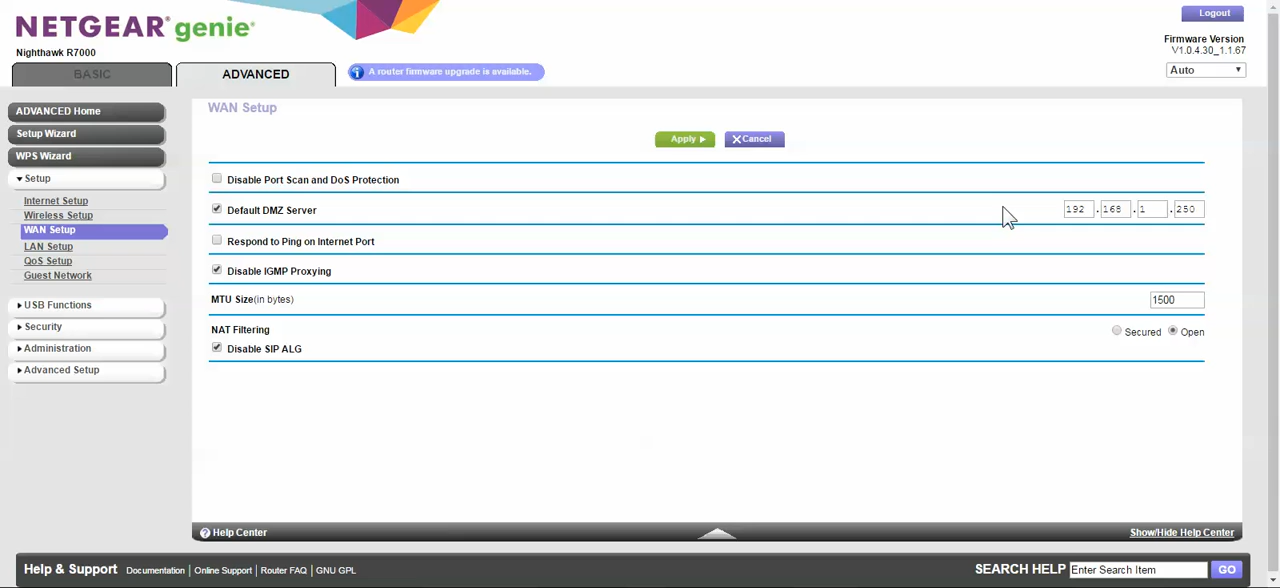 NETGEAR® genie®
Nighthawk R7000
Logout
Firmware Version
V1.0.4.30_1.1.67
Auto
BASIC
ADVANCED
A router firmware upgrade is available.
ADVANCED Home
Setup Wizard
WPS Wizard
Setup
Internet Setup
Wireless Setup
WAN Setup
LAN Setup
QoS Setup
Guest Network
USB Functions
Security
Administration
Advanced Setup
WAN Setup
Apply
Cancel
Disable Port Scan and DoS Protection
Default DMZ Server 192 .168 .1 .250
Respond to Ping on Internet Port
Disable IGMP Proxying
MTU Size(in bytes) 1500
NAT Filtering Secured Open
Disable SIP ALG
? Help Center Show/Hide Help Center
Help & Support Documentation | Online Support | Router FAQ | GNU GPL SEARCH HELP Enter Search Item GO